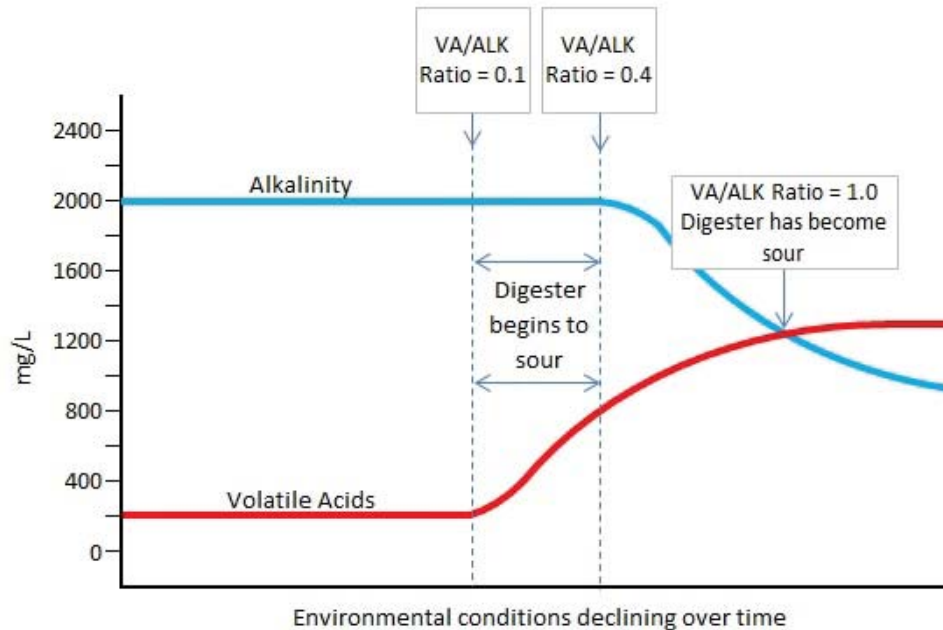 VA/ALK
Ratio = 0.1
VA/ALK
Ratio = 0.4
2400
2000
1600
1200
800
400
0
mg/L
Alkalinity
VA/ALK Ratio = 1.0
Digester has become
sour
Digester
begins to
sour
Volatile Acids
Environmental conditions declining over time